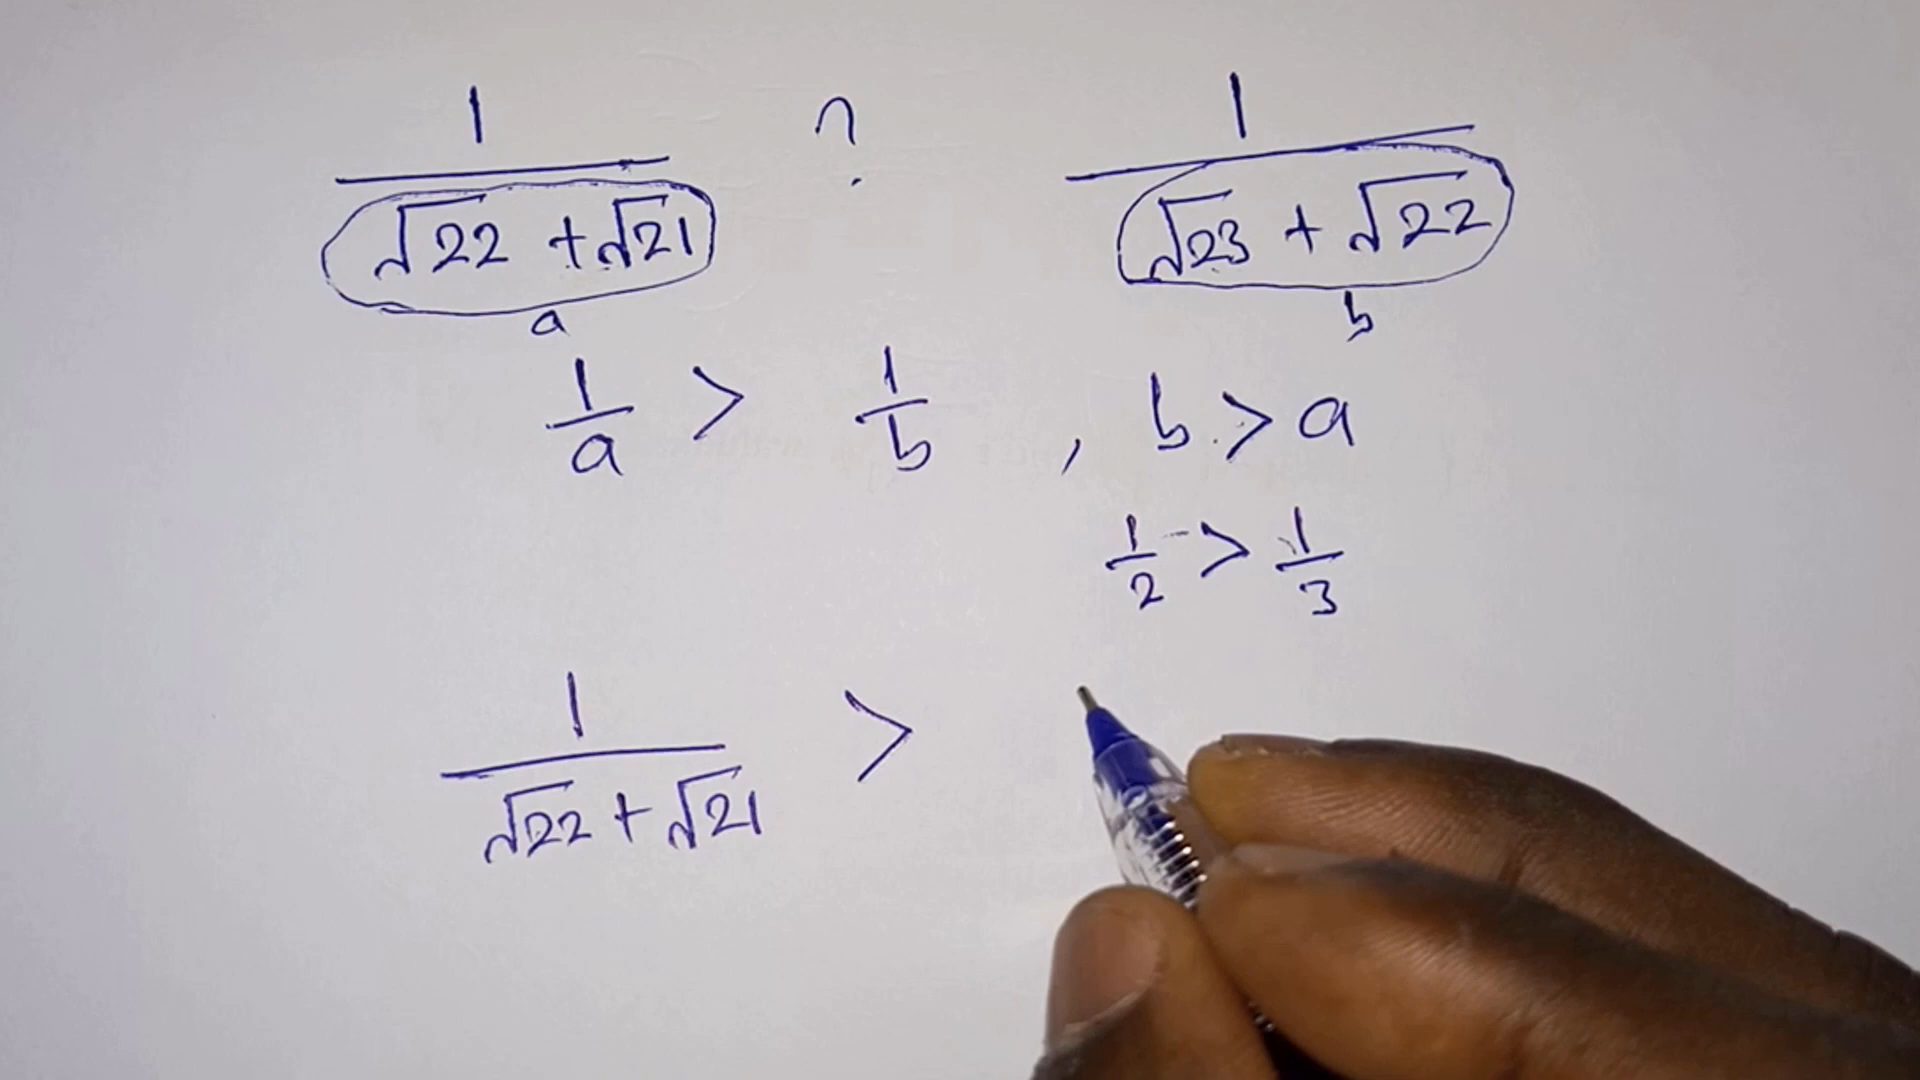 1/(√22 + √21) ? 1/(√23 + √22)
a b
1/a > 1/b , b > a
1/2 > 1/3
1/(√22 + √21) >